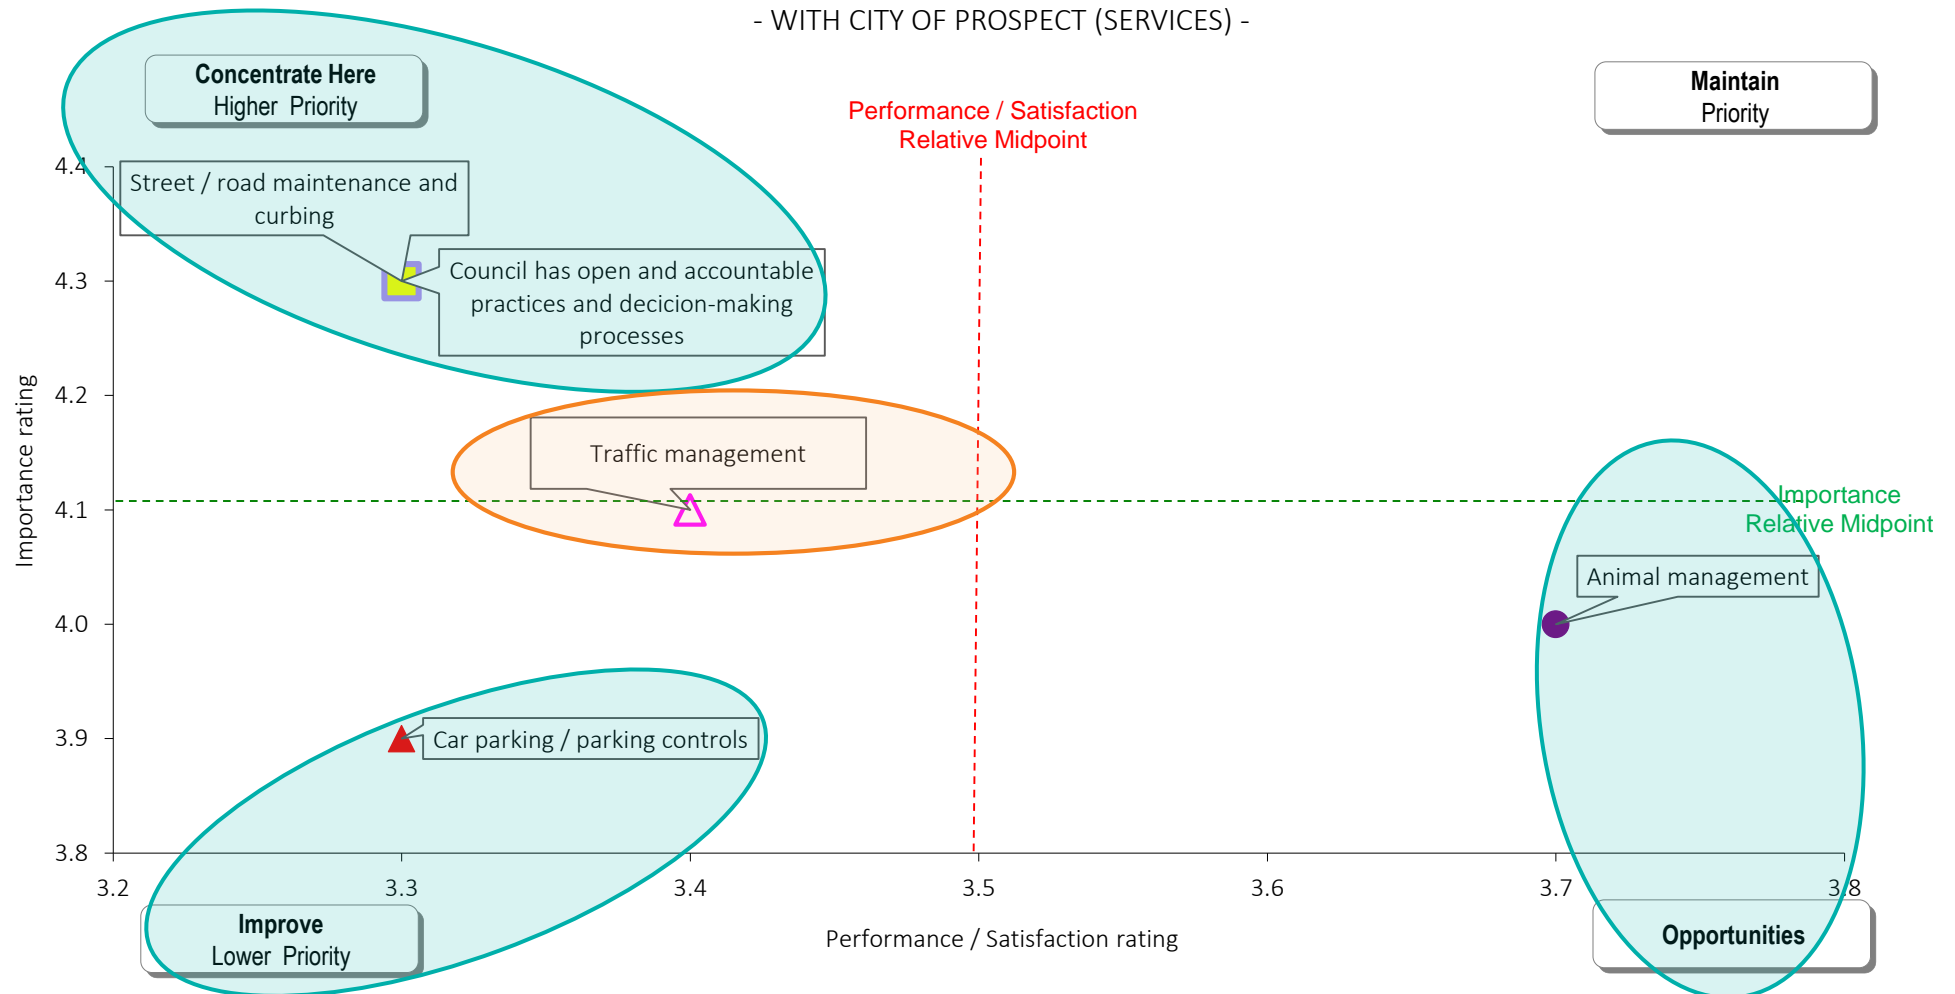 - WITH CITY OF PROSPECT (SERVICES) -
Concentrate Here
Higher  Priority
Maintain
Priority
Performance / Satisfaction
Relative Midpoint
4.4
Street / road maintenance and
curbing
4.3
Council has open and accountable
practices and decicion-making
processes
4.2
Importance rating
Traffic management
4.1
Importance
Relative Midpoint
Animal management
4.0
3.9
Car parking / parking controls
3.8
3.2
3.3
3.4
3.5
3.6
3.7
3.8
Improve
Lower  Priority
Performance / Satisfaction rating
Opportunities